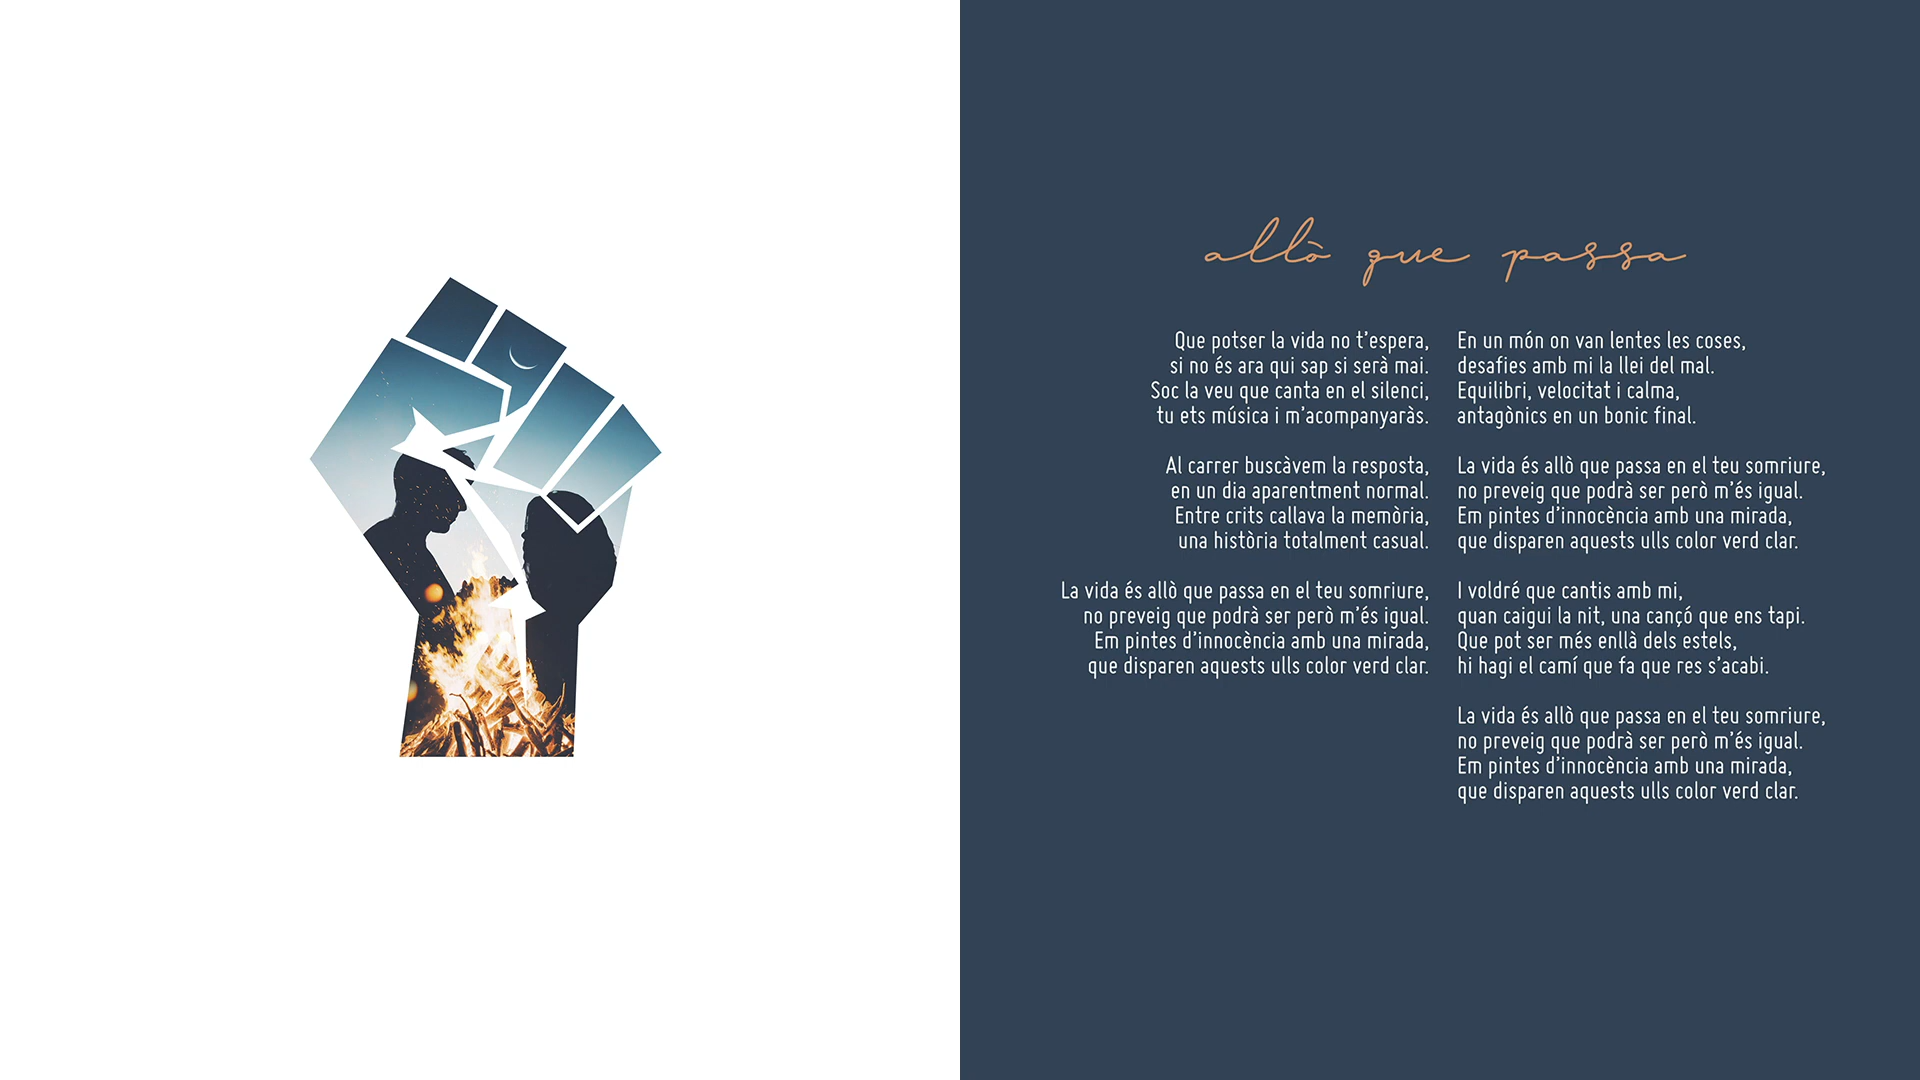 allò que passa
Que potser la vida no t’espera,
si no és ara qui sap si serà mai.
Soc la veu que canta en el silenci,
tu ets música i m’acompanyaràs.
Al carrer buscàvem la resposta,
en un dia aparentment normal.
Entre crits callava la memòria,
una història totalment casual.
La vida és allò que passa en el teu somriure,
no preveig que podrà ser però m’és igual.
Em pintes d’innocència amb una mirada,
que disparen aquests ulls color verd clar.
En un món on van lentes les coses,
desafies amb mi la llei del mal.
Equilibri, velocitat i calma,
antagònics en un bonic final.
La vida és allò que passa en el teu somriure,
no preveig que podrà ser però m’és igual.
Em pintes d’innocència amb una mirada,
que disparen aquests ulls color verd clar.
I voldré que cantis amb mi,
quan caigui la nit, una cançó que ens tapi.
Que pot ser més enllà dels estels,
hi hagi el camí que fa que res s’acabi.
La vida és allò que passa en el teu somriure,
no preveig que podrà ser però m’és igual.
Em pintes d’innocència amb una mirada,
que disparen aquests ulls color verd clar.